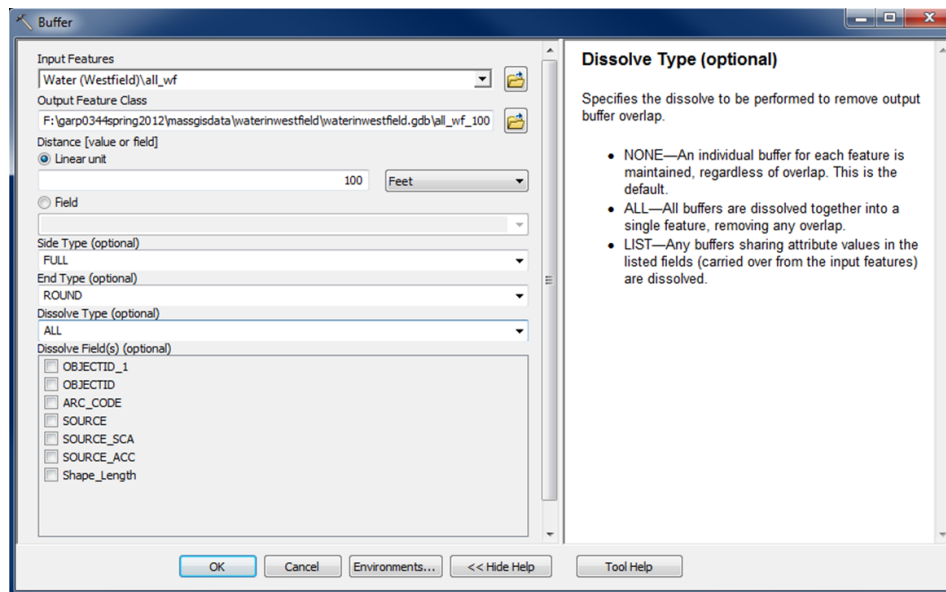 Buffer
Input Features
Water (Westfield)\all_wf
Output Feature Class
F:\garp0344spring2012\massgisdata\waterinwestfield\waterinwestfield.gdb\all_wf_100
Distance [value or field]
Linear unit
100 Feet
Field
Side Type (optional)
FULL
End Type (optional)
ROUND
Dissolve Type (optional)
ALL
Dissolve Field(s) (optional)
OBJECTID_1
OBJECTID
ARC_CODE
SOURCE
SOURCE_SCA
SOURCE_ACC
Shape_Length
Dissolve Type (optional)
Specifies the dissolve to be performed to remove output
buffer overlap.
• NONE—An individual buffer for each feature is
maintained, regardless of overlap. This is the
default.
• ALL—All buffers are dissolved together into a
single feature, removing any overlap.
• LIST—Any buffers sharing attribute values in the
listed fields (carried over from the input features)
are dissolved.
OK Cancel Environments... << Hide Help Tool Help